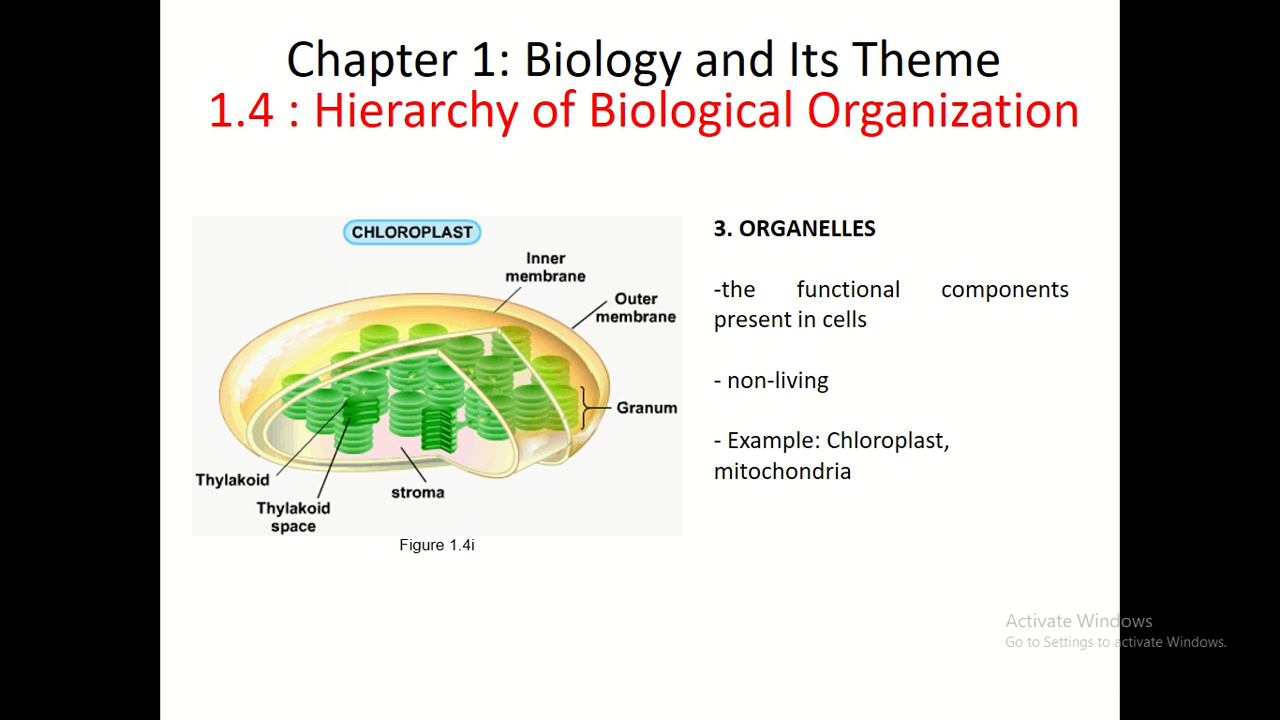 Chapter 1: Biology and Its Theme
1.4 : Hierarchy of Biological Organization
CHLOROPLAST
Inner
membrane
Outer
membrane
Granum
Thylakoid
Thylakoid
space
stroma
Figure 1.4i
3. ORGANELLES
-the functional components
present in cells
- non-living
- Example: Chloroplast,
mitochondria
Activate Windows
Go to Settings to activate Windows.